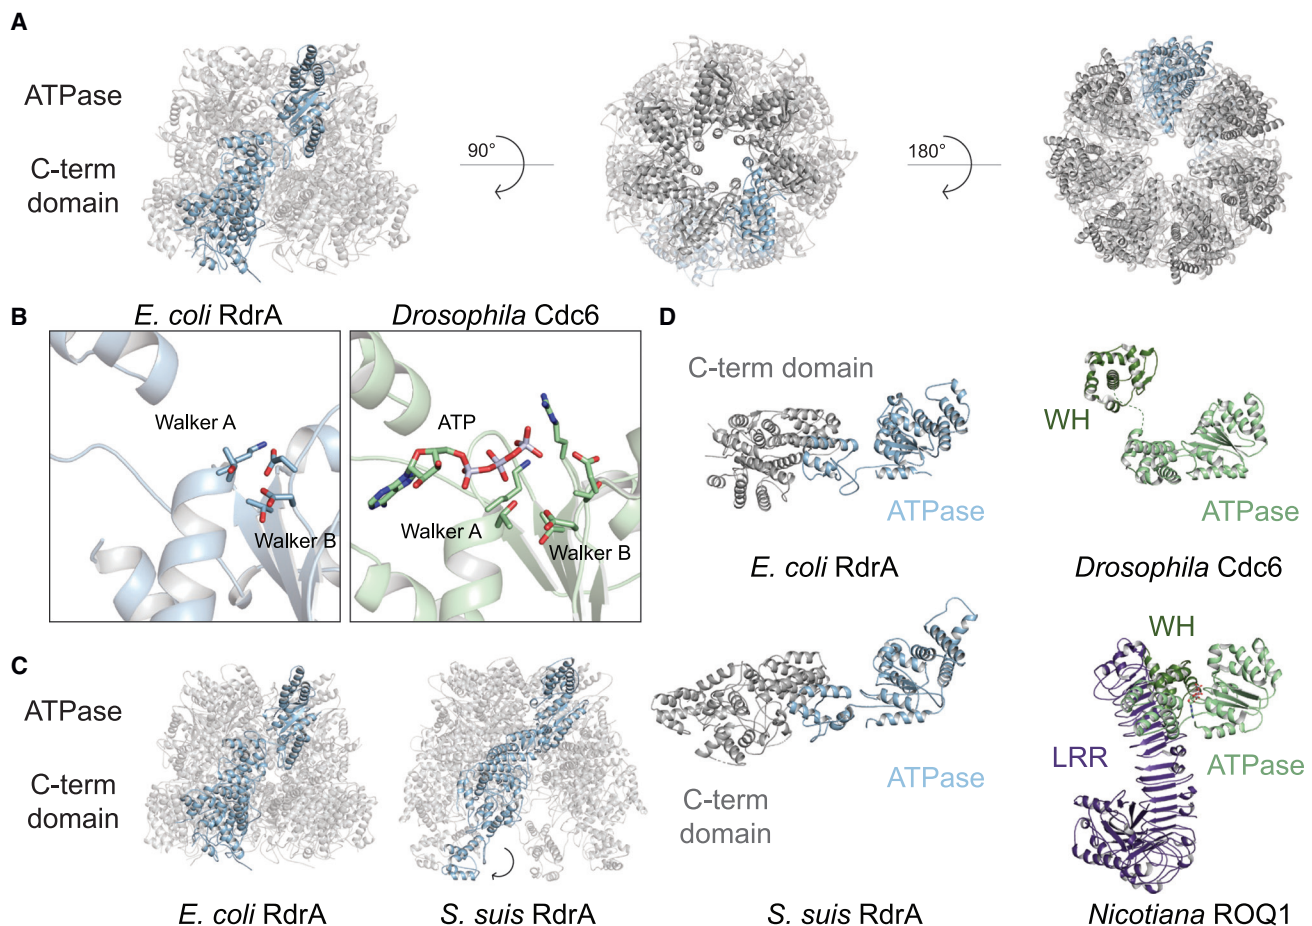 A
ATPase
C-term
domain
90°
180°
B
E. coli RdrA
Drosophila Cdc6
Walker A
Walker B
ATP
Walker A
Walker B
C
ATPase
C-term
domain
E. coli RdrA
S. suis RdrA
D
C-term domain
ATPase
E. coli RdrA
WH
ATPase
Drosophila Cdc6
C-term
domain
ATPase
S. suis RdrA
WH
LRR
ATPase
Nicotiana ROQ1